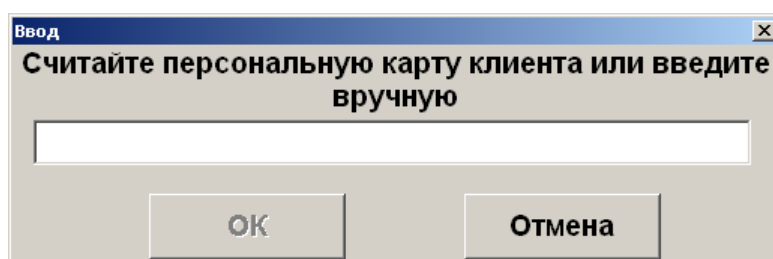 Ввод
Считайте персональную карту клиента или введите
вручную
ОК
Отмена